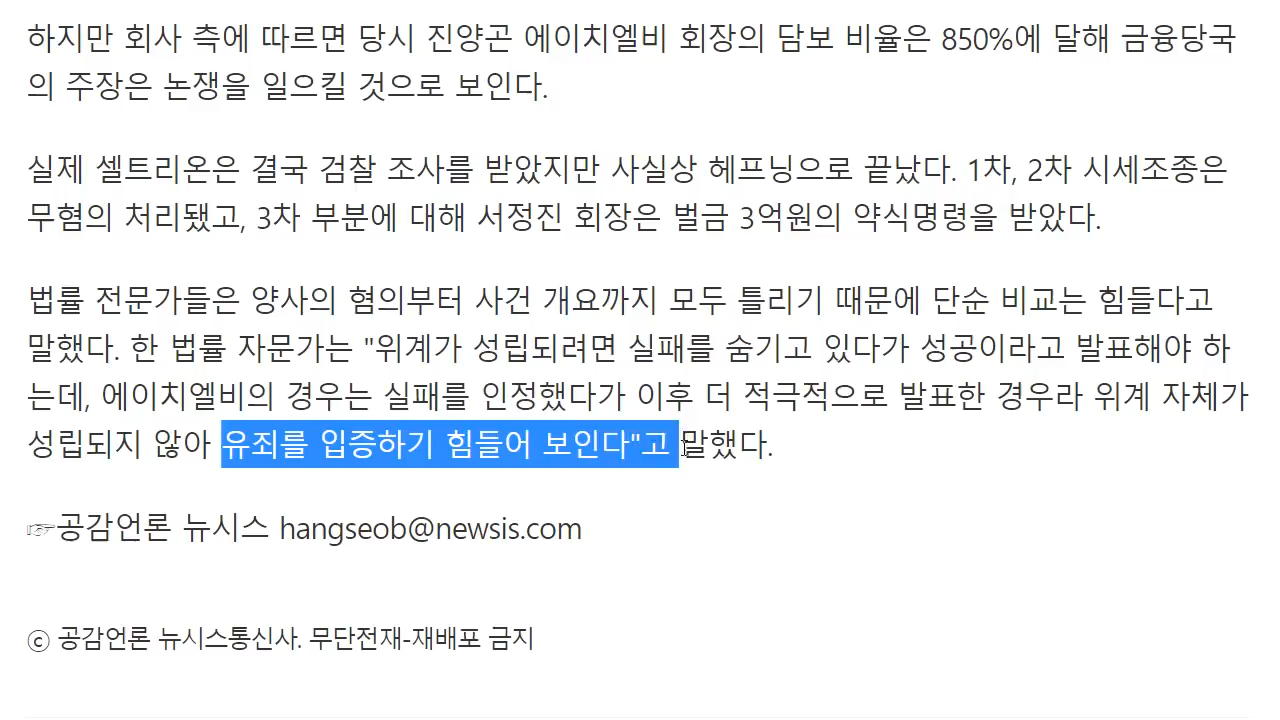 하지만 회사 측에 따르면 당시 진양곤 에이치엘비 회장의 담보 비율은 850%에 달해 금융당국
의 주장은 논쟁을 일으킬 것으로 보인다.
실제 셀트리온은 결국 검찰 조사를 받았지만 사실상 헤프닝으로 끝났다. 1차, 2차 시세조종은
무혐의 처리됐고, 3차 부분에 대해 서정진 회장은 벌금 3억원의 약식명령을 받았다.
법률 전문가들은 양사의 혐의부터 사건 개요까지 모두 틀리기 때문에 단순 비교는 힘들다고
말했다. 한 법률 자문가는 "위계가 성립되려면 실패를 숨기고 있다가 성공이라고 발표해야 하
는데, 에이치엘비의 경우는 실패를 인정했다가 이후 더 적극적으로 발표한 경우라 위계 자체가
성립되지 않아 유죄를 입증하기 힘들어 보인다"고 말했다.
☞공감언론 뉴시스 hangseob@newsis.com
ⓒ 공감언론 뉴시스통신사. 무단전재-재배포 금지